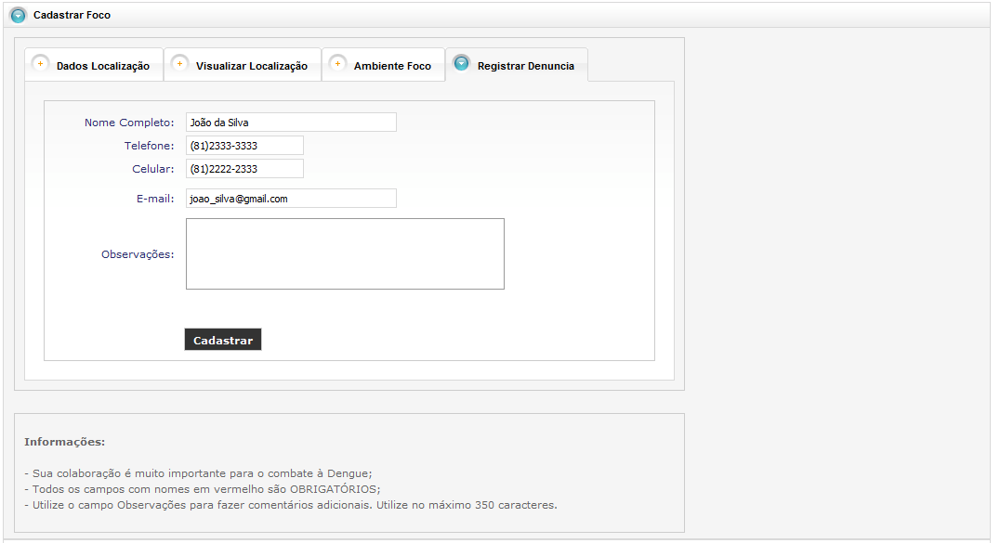 Cadastrar Foco
Dados Localização
Visualizar Localização
Ambiente Foco
Registrar Denuncia
Nome Completo: João da Silva
Telefone: (81)2333-3333
Celular: (81)2222-2333
E-mail: joao_silva@gmail.com
Observações:
Cadastrar
Informações:
- Sua colaboração é muito importante para o combate à Dengue;
- Todos os campos com nomes em vermelho são OBRIGATÓRIOS;
- Utilize o campo Observações para fazer comentários adicionais. Utilize no máximo 350 caracteres.